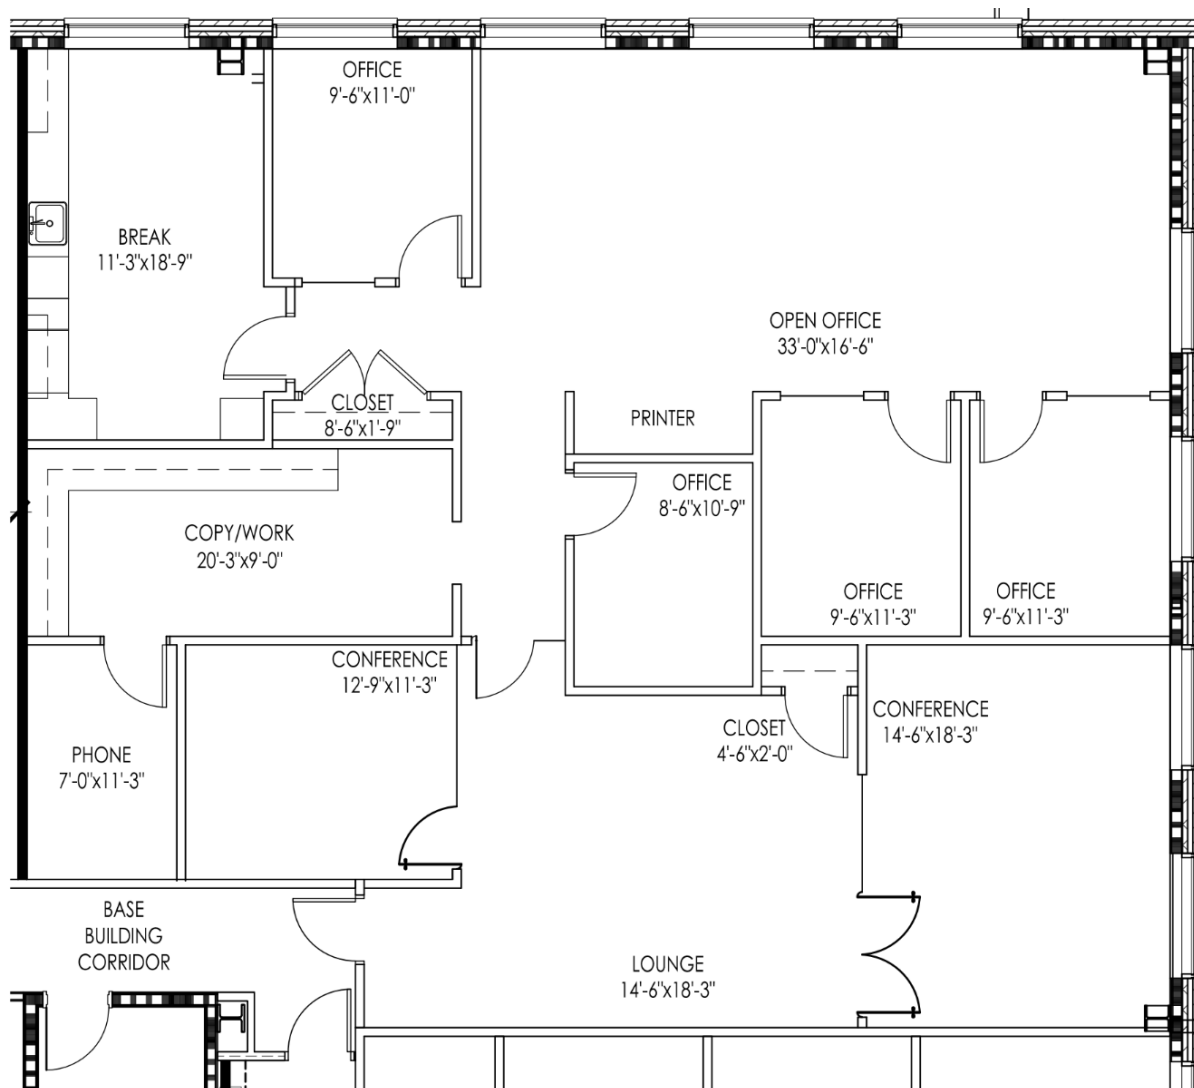 OFFICE
9'-6"x11'-0"
BREAK
11'-3"x18'-9"
OPEN OFFICE
33'-0"x16'-6"
CLOSET
8'-6"x1'-9"
PRINTER
OFFICE
8'-6"x10'-9"
COPY/WORK
20'-3"x9'-0"
OFFICE
9'-6"x11'-3"
OFFICE
9'-6"x11'-3"
CONFERENCE
12'-9"x11'-3"
PHONE
7'-0"x11'-3"
CLOSET
4'-6"x2'-0"
CONFERENCE
14'-6"x18'-3"
BASE
BUILDING
CORRIDOR
LOUNGE
14'-6"x18'-3"